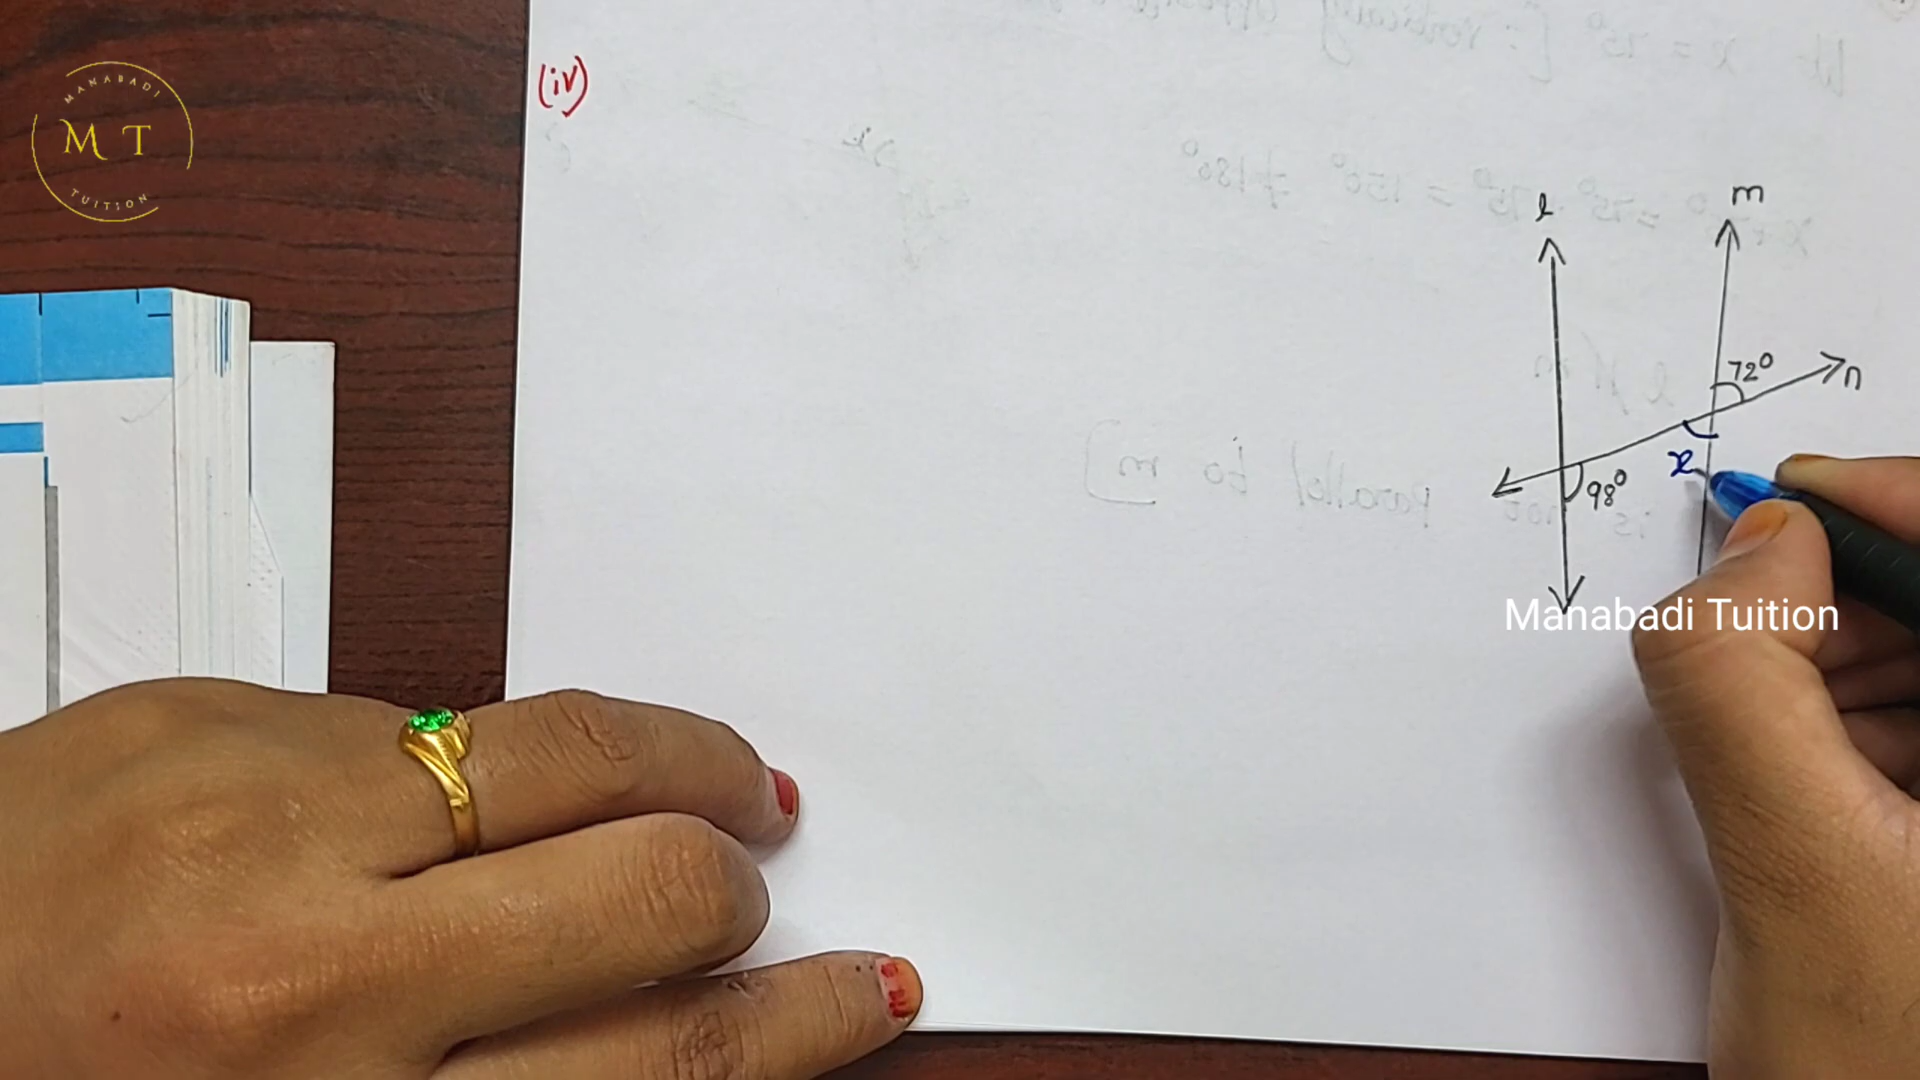 MANABADI
M T
TUITION
(iv)
l
m
72°
n
x
98°
Manabadi Tuition